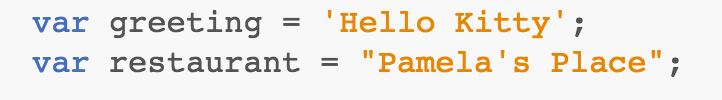 var greeting = 'Hello Kitty';
var restaurant = "Pamela's Place";